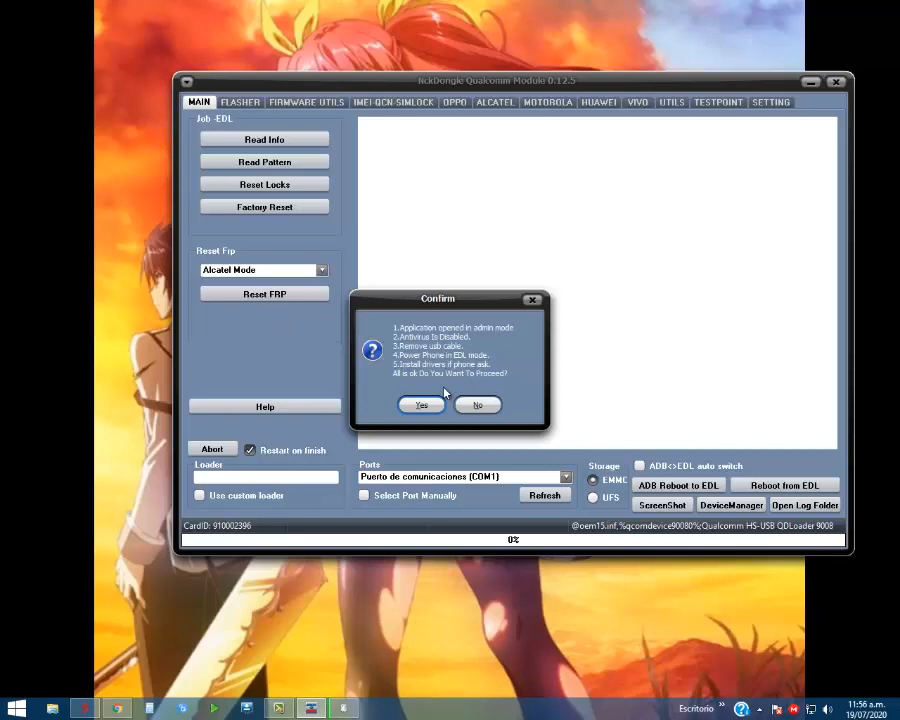 NckDongle Qualcomm Module 0.12.5
MAIN FLASHER FIRMWARE UTILS IMEI-QCN-SIMLOCK OPPO ALCATEL MOTOROLA HUAWEI VIVO UTILS TESTPOINT SETTING
Job -EDL
Read Info
Read Pattern
Reset Locks
Factory Reset
Reset Frp
Alcatel Mode
Reset FRP
Confirm
1.Application opened in admin mode
2.Antivirus Is Disabled.
3.Remove usb cable.
4.Power Phone in EDL mode.
5.Install drivers if phone ask.
All is ok Do You Want To Proceed?
Yes No
Help
Abort Restart on finish
Loader
Use custom loader
Ports
Puerto de comunicaciones (COM1)
Select Port Manually Refresh
Storage
EMMC
UFS
ADB<>EDL auto switch
ADB Reboot to EDL Reboot from EDL
ScreenShot DeviceManager Open Log Folder
CardID: 910002396 @oem15.inf,%qcomdevice90080%;Qualcomm HS-USB QDLoader 9008
0%
Escritorio
11:56 a.m.
19/07/2020